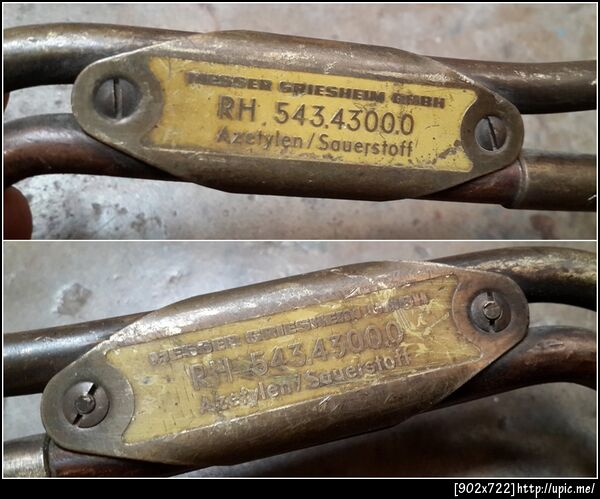 MESSER GRIESHEIM GMBH
RH. 543.4300.0
Azetylen/Sauerstoff
MESSER GRIESHEIM GMBH
RH. 543.4300.0
Azetylen/Sauerstoff
[902x722]http://upic.me/